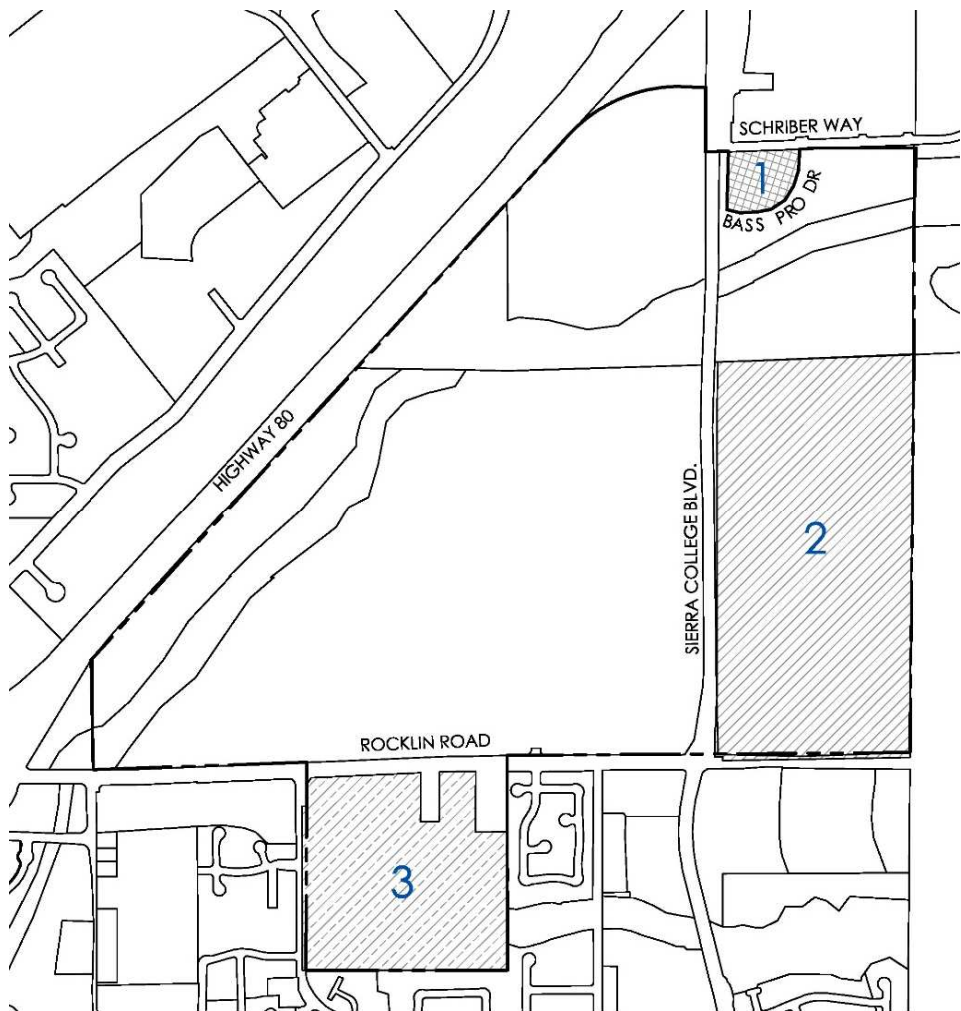 SCHRIBER WAY
1
BASS PRO DR
HIGHWAY 80
2
SIERRA COLLEGE BLVD.
ROCKLIN ROAD
3